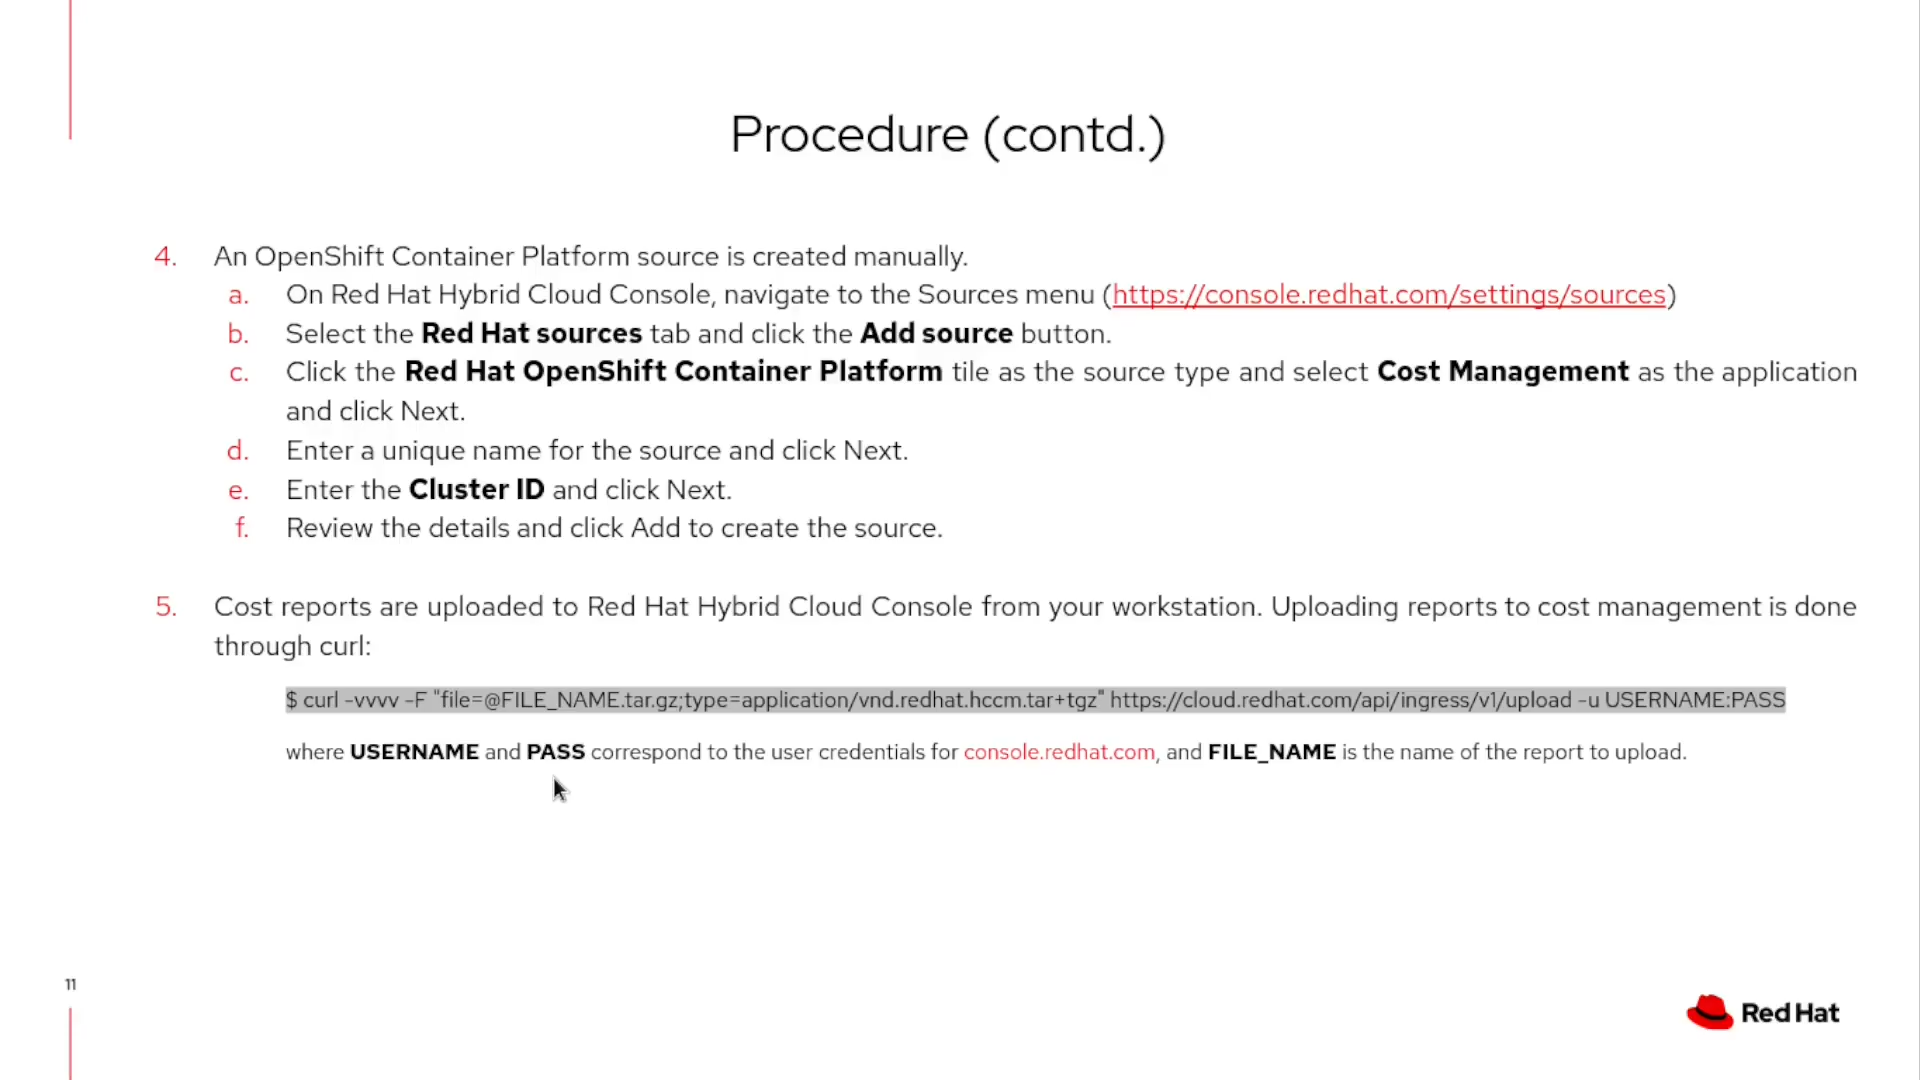 Procedure (contd.)
4. An OpenShift Container Platform source is created manually.
a. On Red Hat Hybrid Cloud Console, navigate to the Sources menu (https://console.redhat.com/settings/sources)
b. Select the Red Hat sources tab and click the Add source button.
c. Click the Red Hat OpenShift Container Platform tile as the source type and select Cost Management as the application
and click Next.
d. Enter a unique name for the source and click Next.
e. Enter the Cluster ID and click Next.
f. Review the details and click Add to create the source.
5. Cost reports are uploaded to Red Hat Hybrid Cloud Console from your workstation. Uploading reports to cost management is done
through curl:
$ curl -vvvv -F "file=@FILE_NAME.tar.gz;type=application/vnd.redhat.hccm.tar+tgz" https://cloud.redhat.com/api/ingress/v1/upload -u USERNAME:PASS
where USERNAME and PASS correspond to the user credentials for console.redhat.com, and FILE_NAME is the name of the report to upload.
11
Red Hat